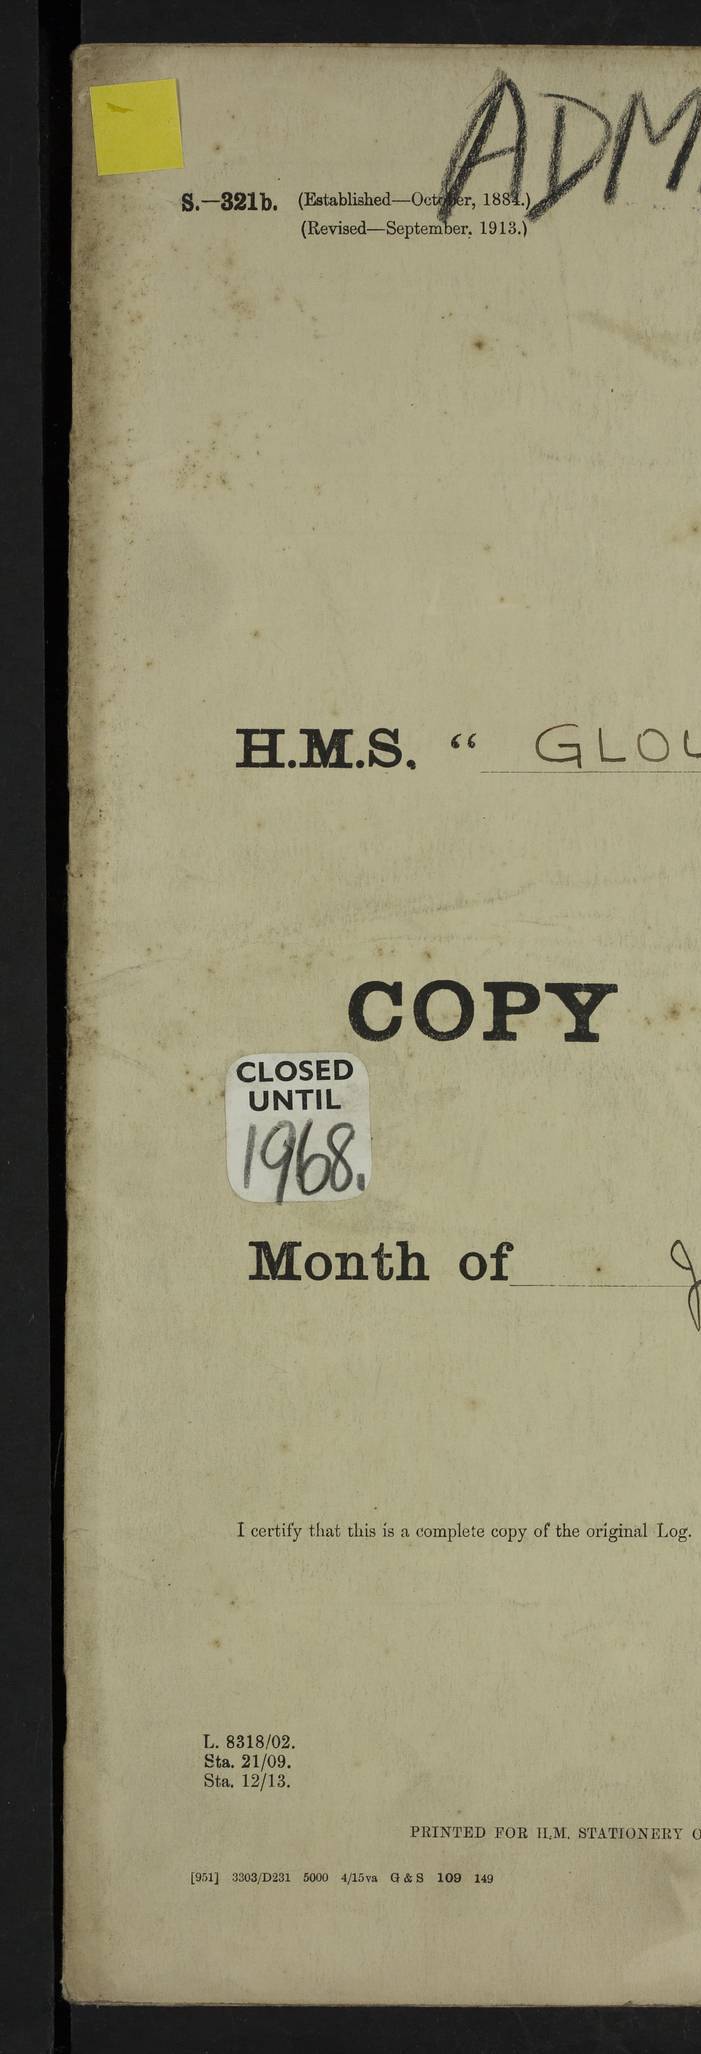 ADM
S.—321b. (Established—October, 1884.)
(Revised—September, 1913.)
H.M.S. “ GLOU
COPY
CLOSED
UNTIL
1968.
Month of J
I certify that this is a complete copy of the original Log.
L. 8318/02.
Sta. 21/09.
Sta. 12/13.
PRINTED FOR H.M. STATIONERY O
[951] 3303/D231 5000 4/15va G & S 109 149